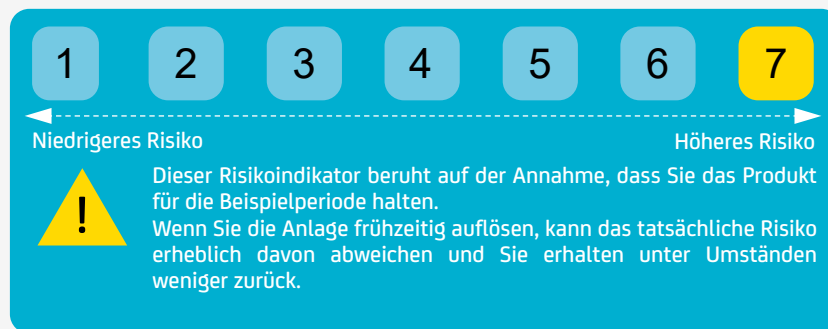 1 2 3 4 5 6 7
Niedrigeres Risiko Höheres Risiko
Dieser Risikoindikator beruht auf der Annahme, dass Sie das Produkt
für die Beispielperiode halten.
Wenn Sie die Anlage frühzeitig auflösen, kann das tatsächliche Risiko
erheblich davon abweichen und Sie erhalten unter Umständen
weniger zurück.
!